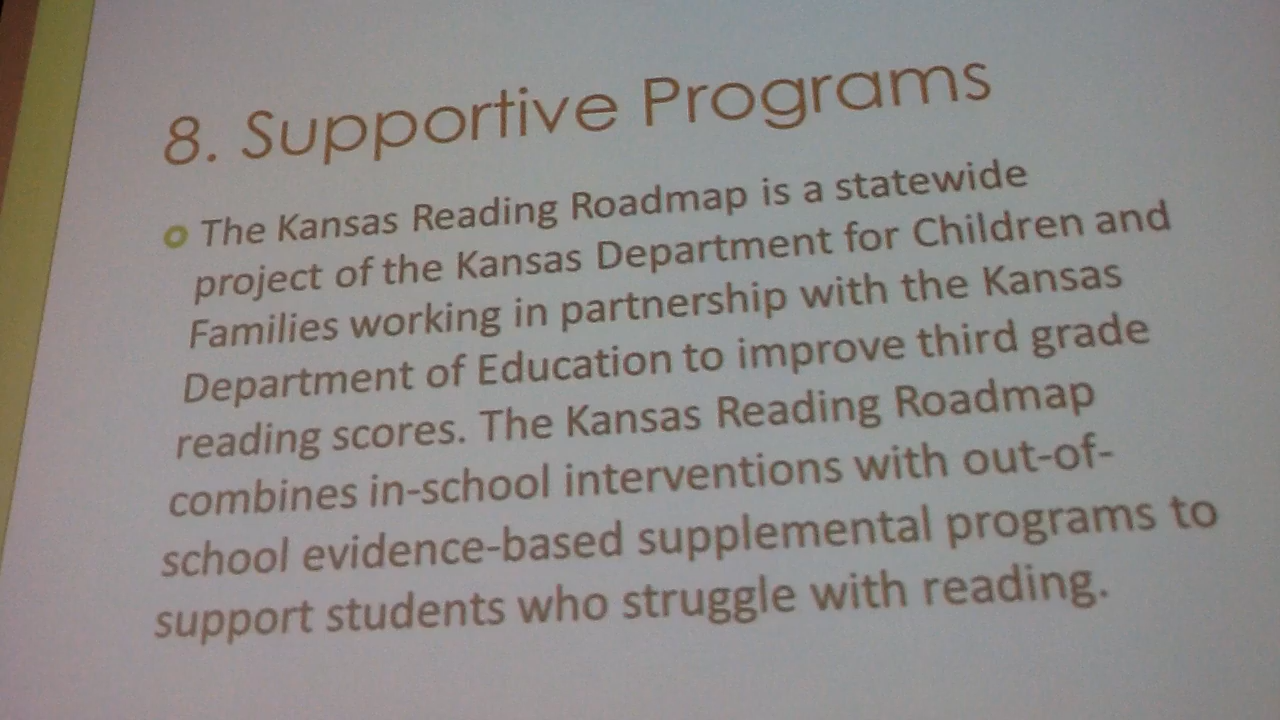 8. Supportive Programs
The Kansas Reading Roadmap is a statewide
project of the Kansas Department for Children and
Families working in partnership with the Kansas
Department of Education to improve third grade
reading scores. The Kansas Reading Roadmap
combines in-school interventions with out-of-
school evidence-based supplemental programs to
support students who struggle with reading.